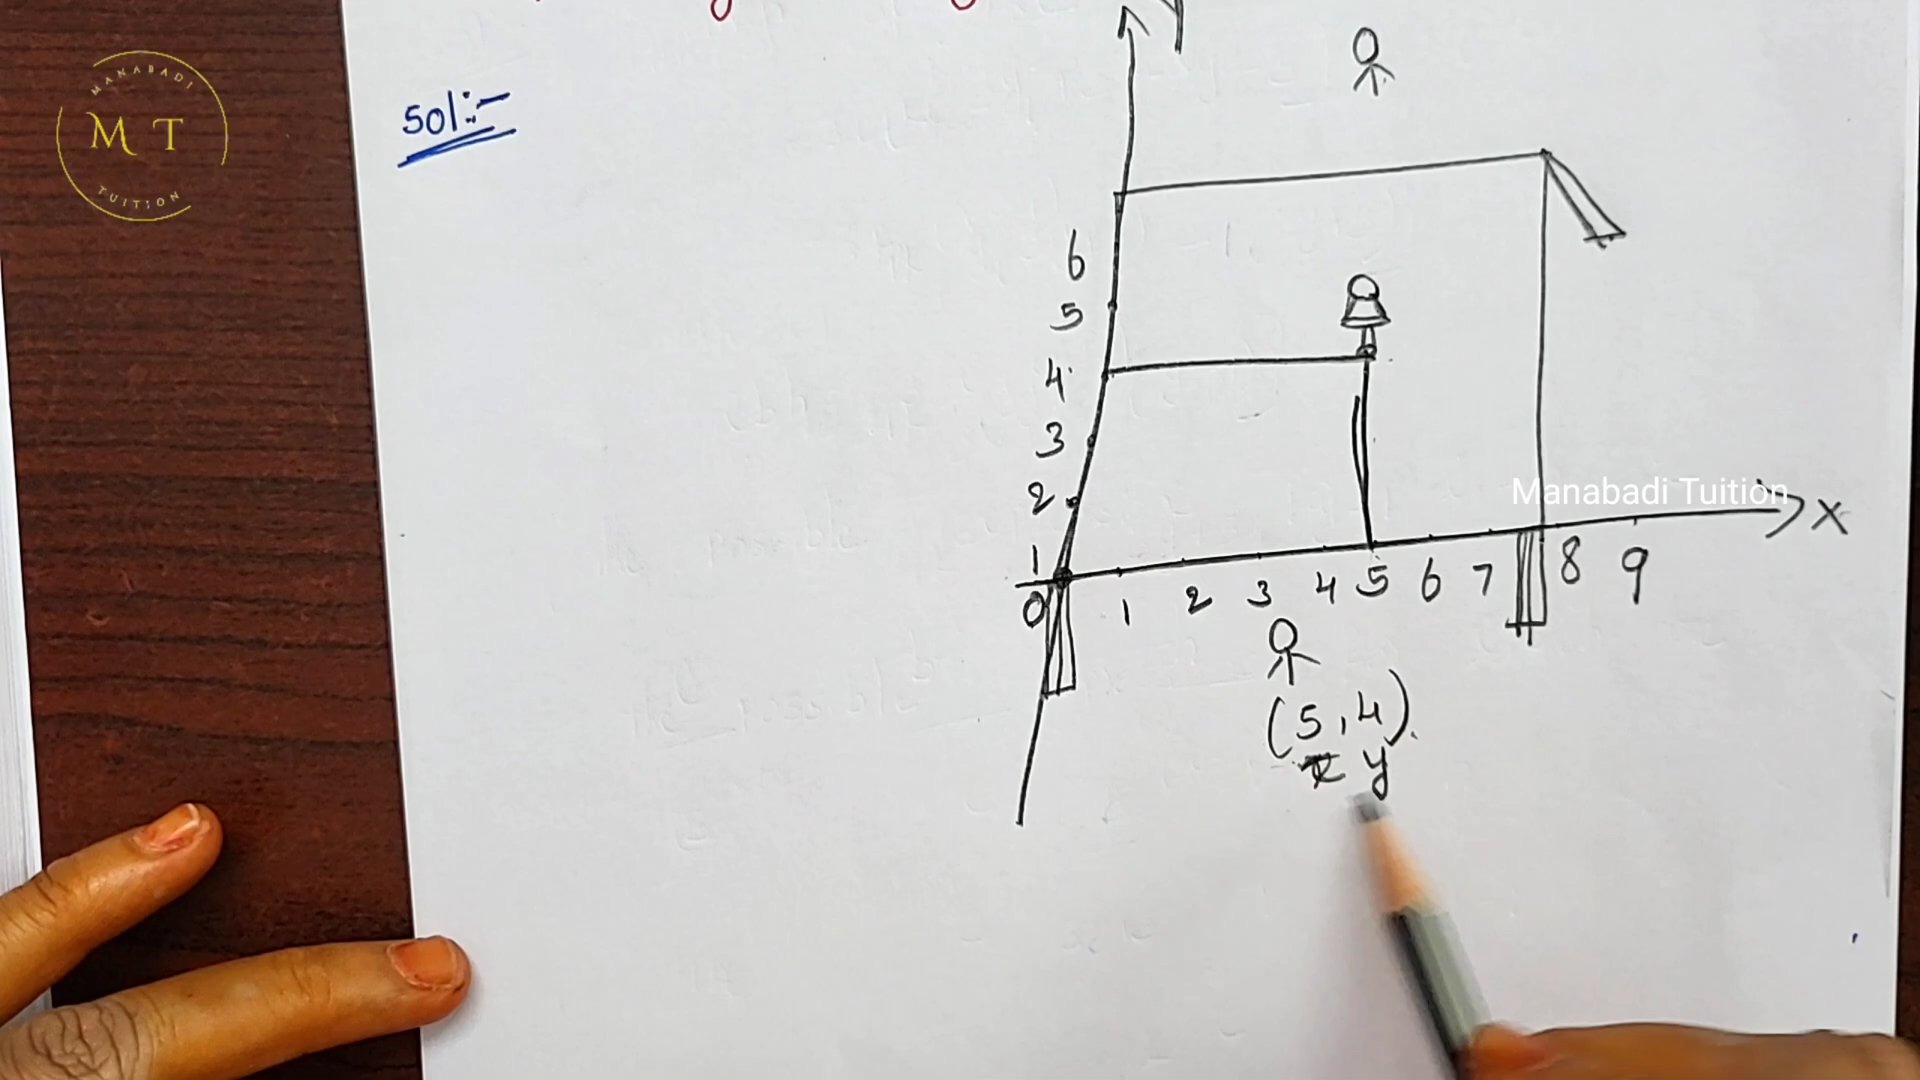 MANABADI
M T
TUITION
Sol:-
6
5
4
3
2
1
0 1 2 3 4 5 6 7 8 9
X
Manabadi Tuition
(5,4).
x y